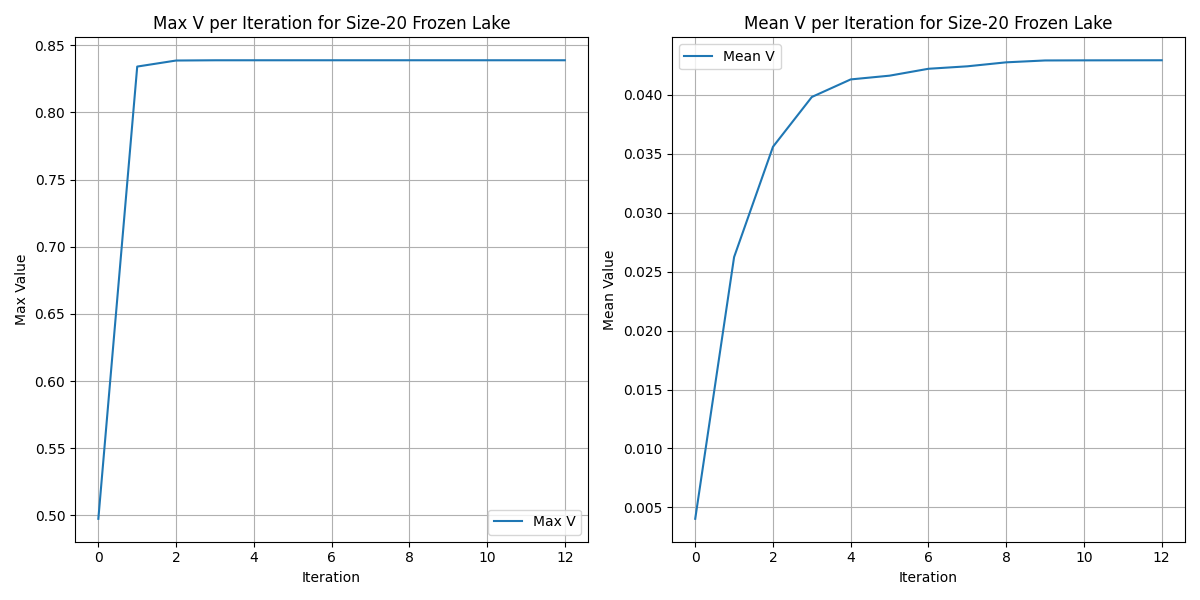 Max V per Iteration for Size-20 Frozen Lake
0.85
0.80
0.75
0.70
0.65
0.60
0.55
0.50
Max Value
Max V
0 2 4 6 8 10 12
Iteration
Mean V per Iteration for Size-20 Frozen Lake
Mean V
0.040
0.035
0.030
0.025
0.020
0.015
0.010
0.005
Mean Value
0 2 4 6 8 10 12
Iteration